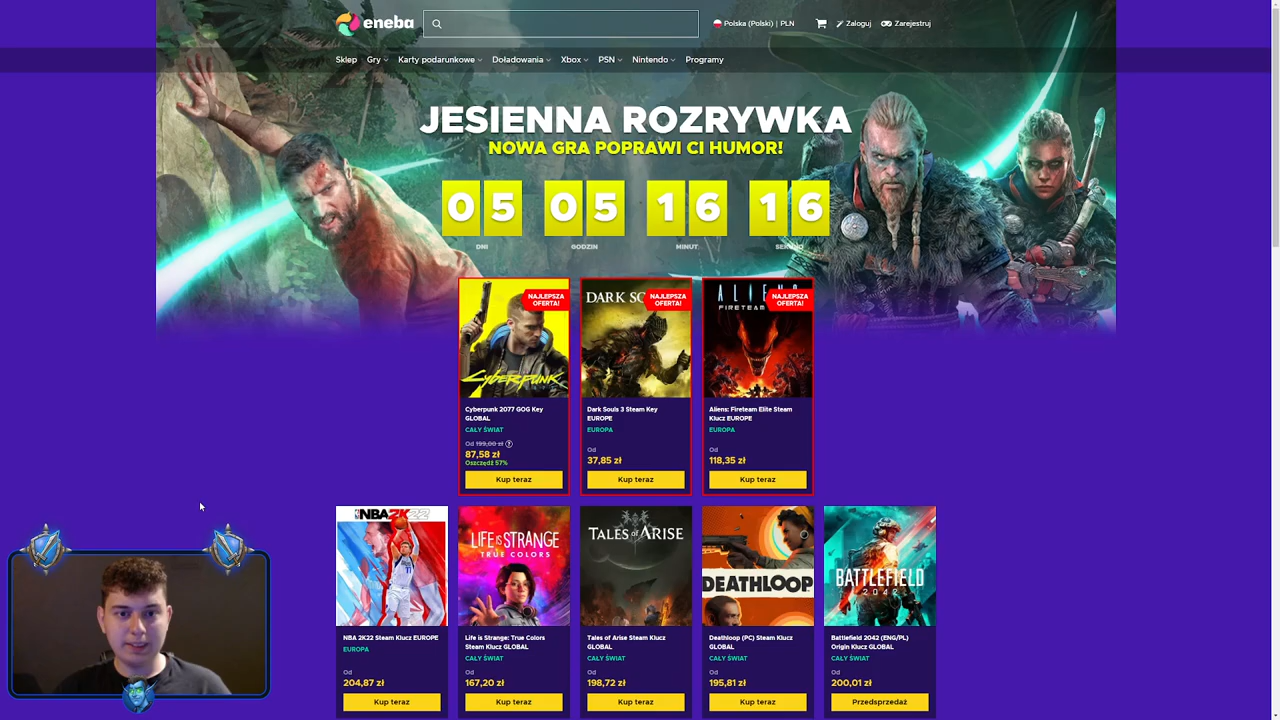 eneba
Polska (Polski) | PLN
Zaloguj
Zarejestruj
Sklep
Gry
Karty podarunkowe
Doładowania
Xbox
PSN
Nintendo
Programy
JESIENNA ROZRYWKA
NOWA GRA POPRAWI CI HUMOR!
05 05 16 16
DNI GODZIN MINUT SEKUND
NAJLEPSZA
OFERTA!
CYBERPUNK
Cyberpunk 2077 GOG Key
GLOBAL
CAŁY ŚWIAT
Od 199,00 zł ?
87,58 zł
Oszczędź 57%
Kup teraz
NAJLEPSZA
OFERTA!
DARK SO
Dark Souls 3 Steam Key
EUROPE
EUROPA
Od
37,85 zł
Kup teraz
NAJLEPSZA
OFERTA!
ALIENS
FIRETEAM
Aliens: Fireteam Elite Steam
Klucz EUROPE
EUROPA
Od
118,35 zł
Kup teraz
NBA2K22
NBA 2K22 Steam Klucz EUROPE
EUROPA
Od
204,87 zł
Kup teraz
LIFE IS STRANGE
TRUE COLORS
Life is Strange: True Colors
Steam Klucz GLOBAL
CAŁY ŚWIAT
Od
167,20 zł
Kup teraz
TALES OF ARISE
Tales of Arise Steam Klucz
GLOBAL
CAŁY ŚWIAT
Od
198,72 zł
Kup teraz
DEATHLOOP
Deathloop (PC) Steam Klucz
GLOBAL
CAŁY ŚWIAT
Od
195,81 zł
Kup teraz
BATTLEFIELD
2042
Battlefield 2042 (ENG/PL)
Origin Klucz GLOBAL
CAŁY ŚWIAT
Od
200,01 zł
Przedsprzedaż